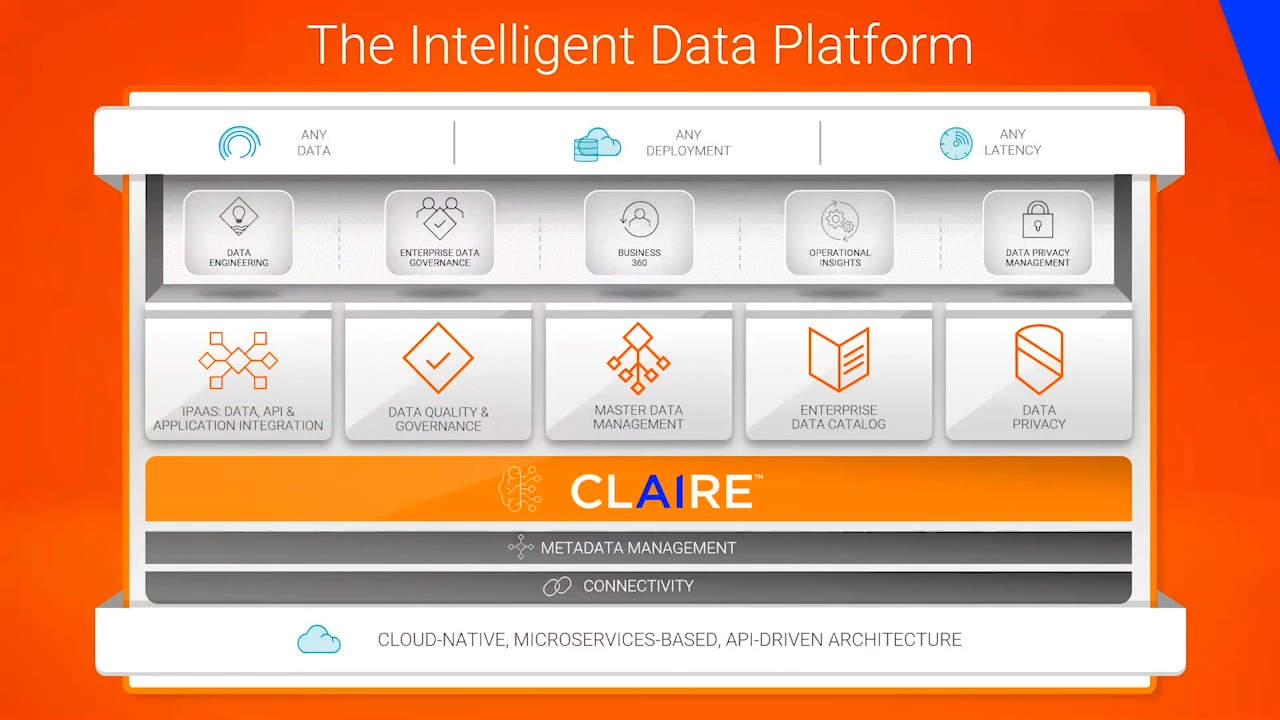 The Intelligent Data Platform
ANY
DATA
ANY
DEPLOYMENT
ANY
LATENCY
DATA
ENGINEERING
ENTERPRISE DATA
GOVERNANCE
BUSINESS
360
OPERATIONAL
INSIGHTS
DATA PRIVACY
MANAGEMENT
IPAAS: DATA, API &
APPLICATION INTEGRATION
DATA QUALITY &
GOVERNANCE
MASTER DATA
MANAGEMENT
ENTERPRISE
DATA CATALOG
DATA
PRIVACY
CLAIRE™
METADATA MANAGEMENT
CONNECTIVITY
CLOUD-NATIVE, MICROSERVICES-BASED, API-DRIVEN ARCHITECTURE